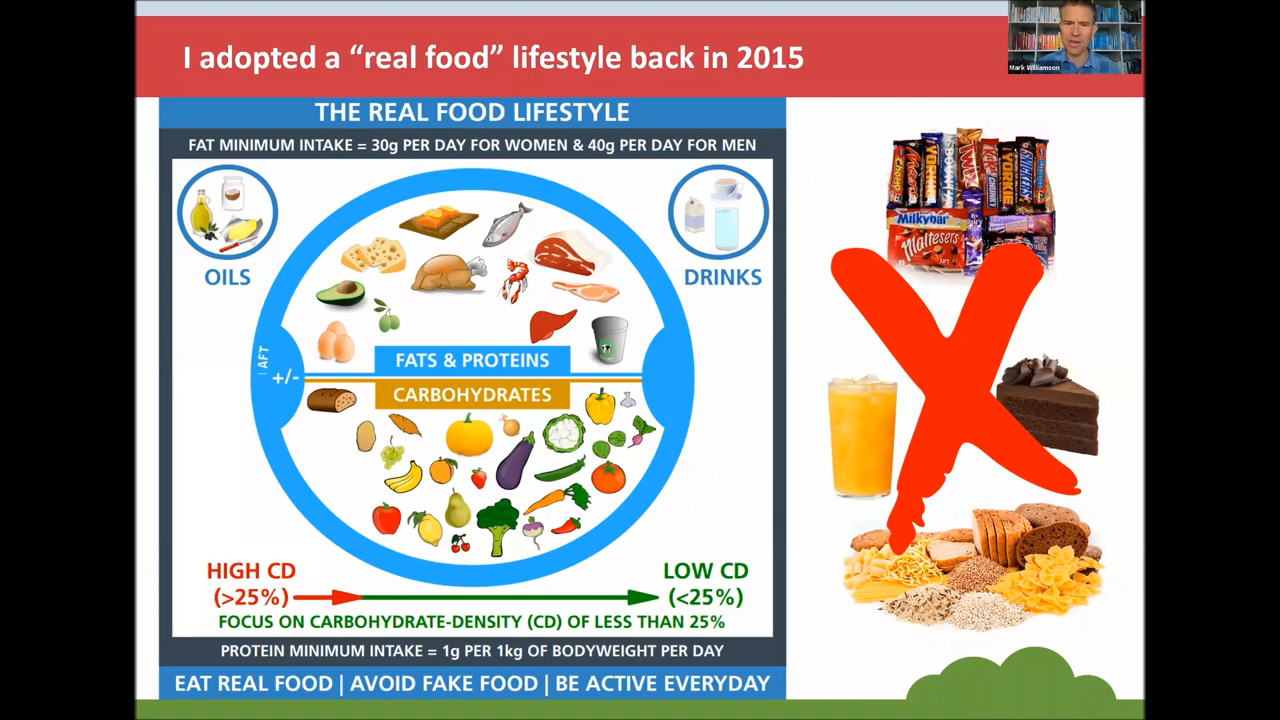 I adopted a “real food” lifestyle back in 2015
Mark Williamson
THE REAL FOOD LIFESTYLE
FAT MINIMUM INTAKE = 30g PER DAY FOR WOMEN & 40g PER DAY FOR MEN
OILS
DRINKS
FATS & PROTEINS
+/-
CARBOHYDRATES
HIGH CD
(>25%)
LOW CD
(<25%)
FOCUS ON CARBOHYDRATE-DENSITY (CD) OF LESS THAN 25%
PROTEIN MINIMUM INTAKE = 1g PER 1kg OF BODYWEIGHT PER DAY
EAT REAL FOOD | AVOID FAKE FOOD | BE ACTIVE EVERYDAY
YORKIE
Twix
SNICKERS
Milkybar
Maltesers